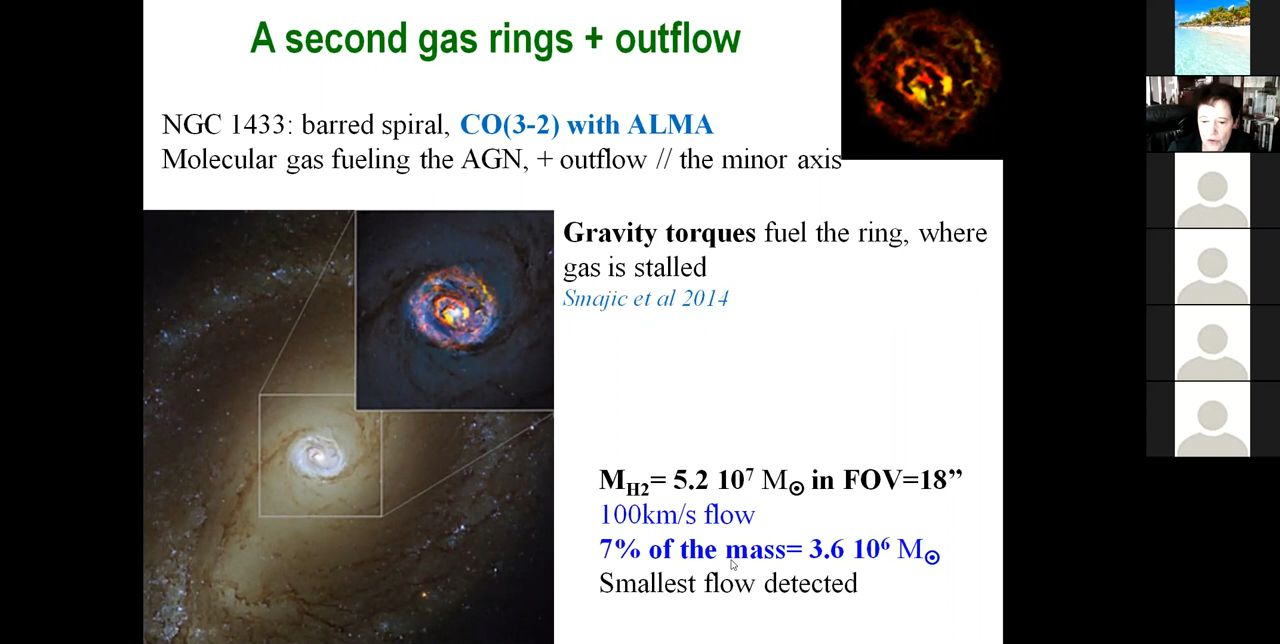 A second gas rings + outflow
NGC 1433: barred spiral, CO(3-2) with ALMA
Molecular gas fueling the AGN, + outflow // the minor axis
Gravity torques fuel the ring, where
gas is stalled
Smajic et al 2014
M_H2= 5.2 10⁷ M⊙ in FOV=18”
100km/s flow
7% of the mass= 3.6 10⁶ M⊙
Smallest flow detected